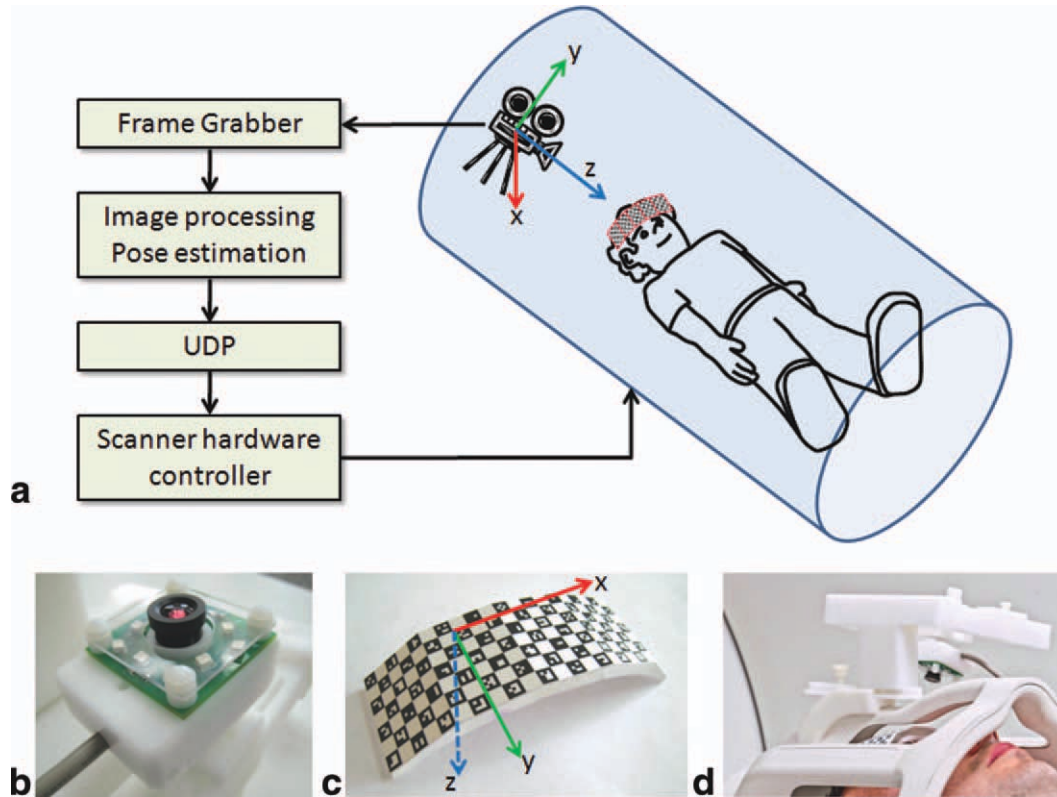 Frame Grabber
Image processing
Pose estimation
UDP
Scanner hardware
controller
y
z
x
a
x
y
z
b
c
d